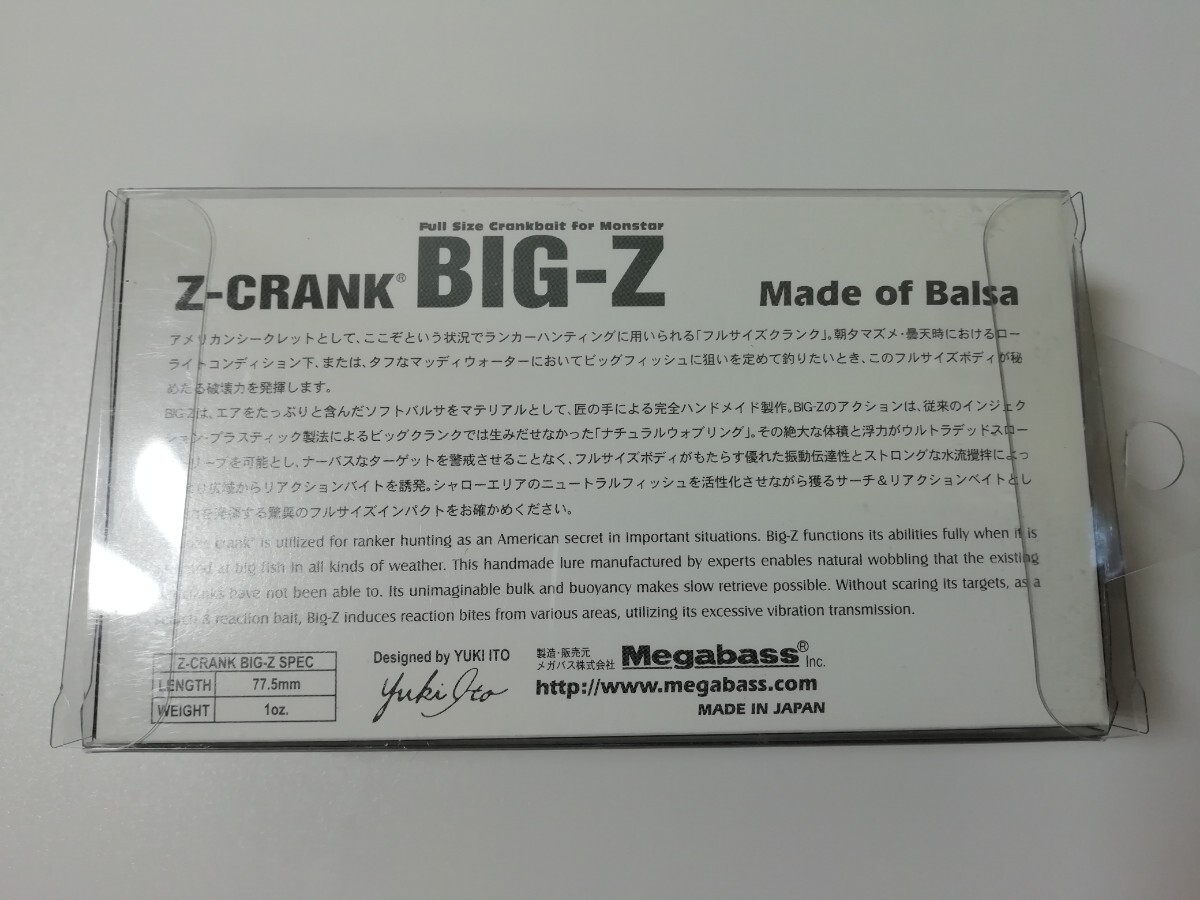 Full Size Crankbait for Monstar
Z-CRANK® BIG-Z
Made of Balsa
アメリカンシークレットとして、ここぞという状況でランカーハンティングに用いられる「フルサイズクランク」。朝夕マズメ・曇天時におけるロー
ライトコンディション下、または、タフなマッディウォーターにおいてビッグフィッシュに狙いを定めて釣りたいとき、このフルサイズボディが秘
めたる破壊力を発揮します。
BIG-Zは、エアをたっぷりと含んだソフトバルサをマテリアルとして、匠の手による完全ハンドメイド製作。BIG-Zのアクションは、従来のインジェク
ション・プラスティック製法によるビッグクランクでは生みだせなかった「ナチュラルウォブリング」。その絶大な体積と浮力がウルトラデッドスロー
リーブを可能とし、ナーバスなターゲットを警戒させることなく、フルサイズボディがもたらす優れた振動伝達性とストロングな水流攪拌によっ
広域からリアクションバイトを誘発。シャローエリアのニュートラルフィッシュを活性化させながら獲るサーチ&リアクションベイトとし
を発揮する驚異のフルサイズインパクトをお確かめください。
crank' is utilized for ranker hunting as an American secret in important situations. Big-Z functions its abilities fully when it is
at big fish in all kinds of weather. This handmade lure manufactured by experts enables natural wobbling that the existing
have not been able to. Its unimaginable bulk and buoyancy makes slow retrieve possible. Without scaring its targets, as a
& reaction bait, Big-Z induces reaction bites from various areas, utilizing its excessive vibration transmission.
Z-CRANK BIG-Z SPEC
LENGTH 77.5mm
WEIGHT 1oz.
Designed by YUKI ITO
Yuki Ito
製造・販売元
メガバス株式会社
Megabass® Inc.
http://www.megabass.com
MADE IN JAPAN